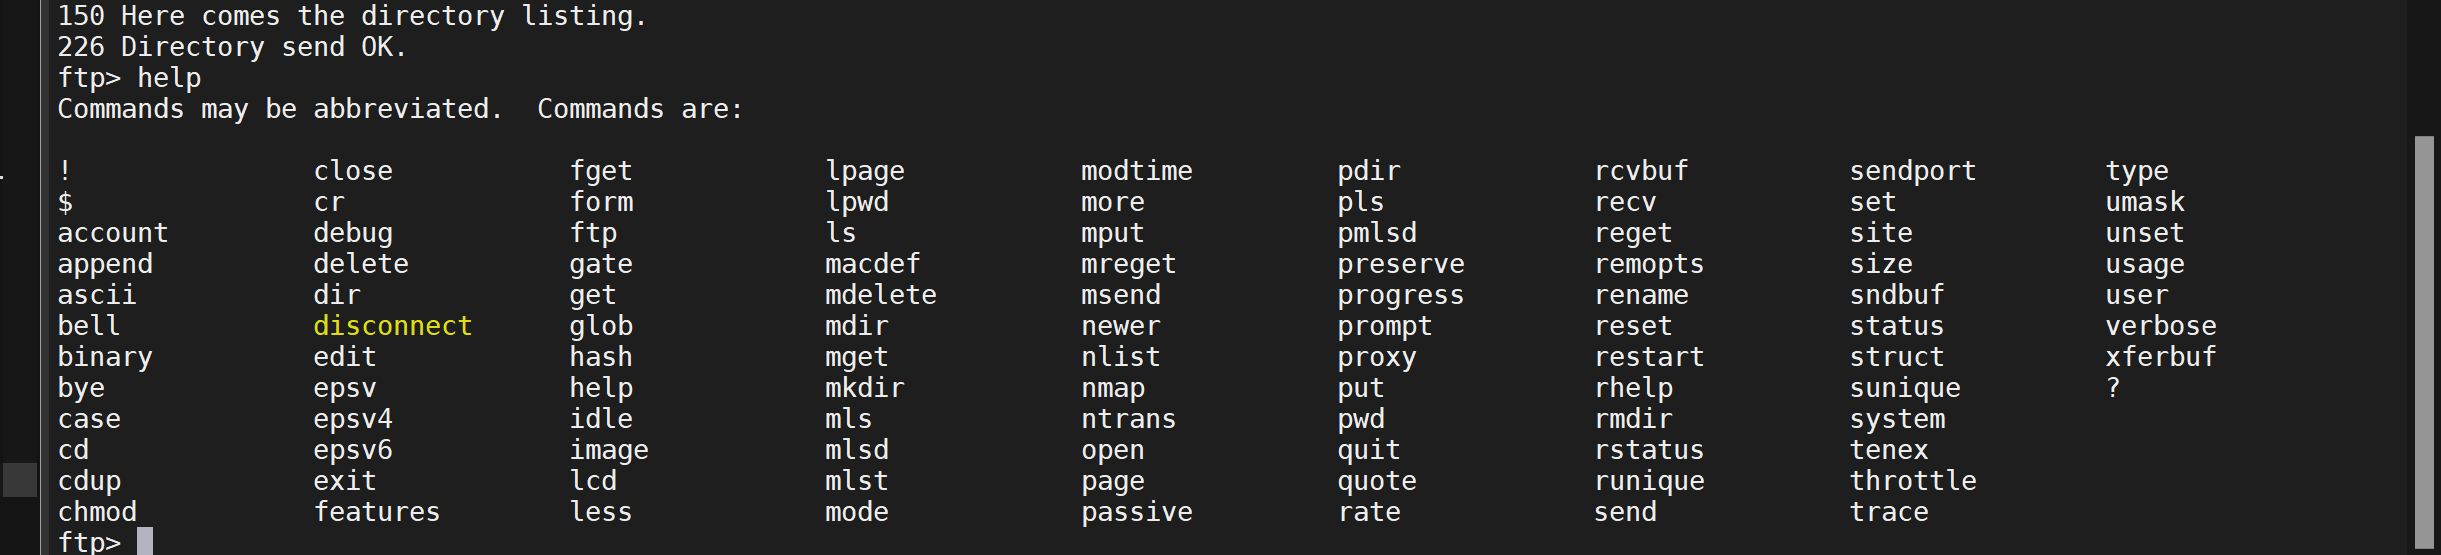 150 Here comes the directory listing.
226 Directory send OK.
ftp> help
Commands may be abbreviated.  Commands are:

!               close           fget            lpage           modtime         pdir            rcvbuf          sendport        type
$               cr              form            lpwd            more            pls             recv            set             umask
account         debug           ftp             ls              mput            pmlsd           reget           site            unset
append          delete          gate            macdef          mreget          preserve        remopts         size            usage
ascii           dir             get             mdelete         msend           progress        rename          sndbuf          user
bell            disconnect      glob            mdir            newer           prompt          reset           status          verbose
binary          edit            hash            mget            nlist           proxy           restart         struct          xferbuf
bye             epsv            help            mkdir           nmap            put             rhelp           sunique         ?
case            epsv4           idle            mls             ntrans          pwd             rmdir           system
cd              epsv6           image           mlsd            open            quit            rstatus         tenex
cdup            exit            lcd             mlst            page            quote           runique         throttle
chmod           features        less            mode            passive         rate            send            trace
ftp>